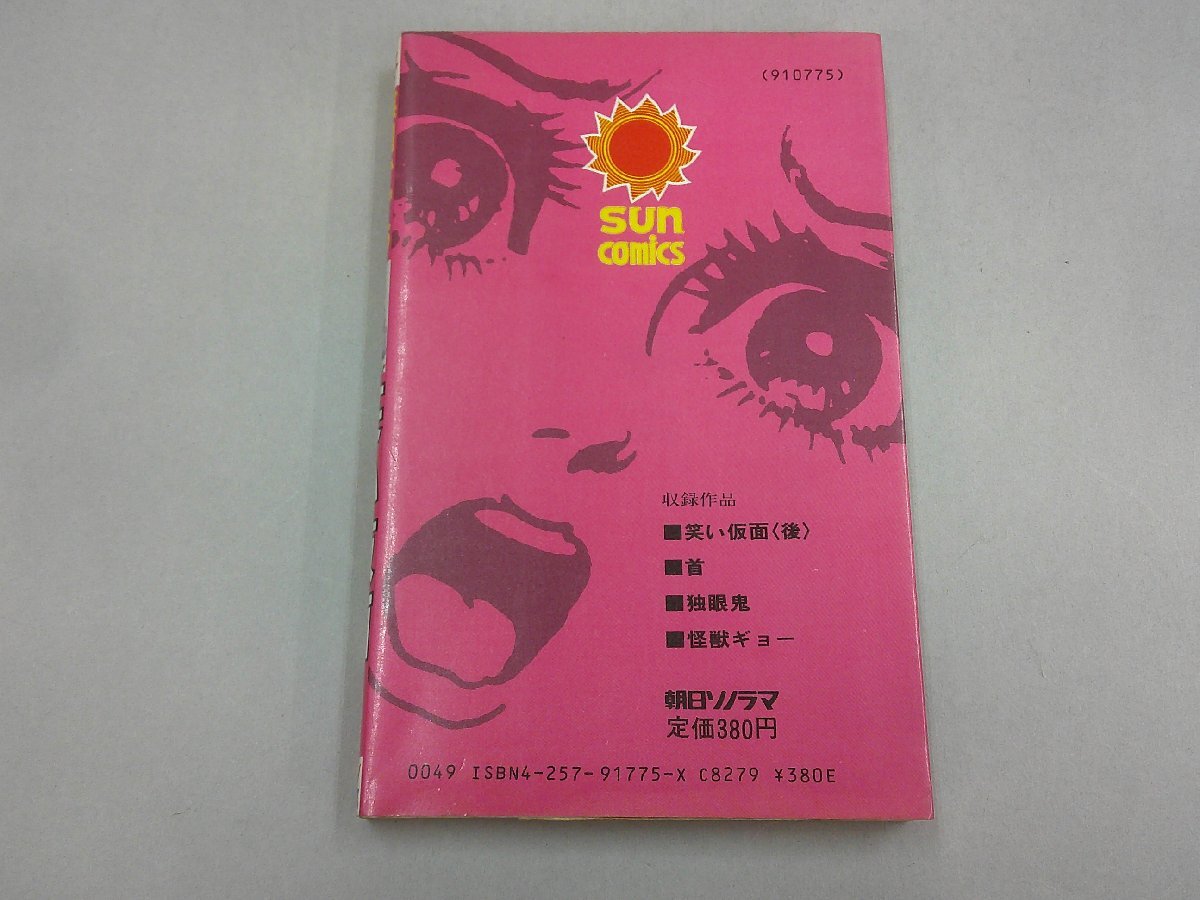 (910775)
sun
comics
収録作品
■笑い仮面〈後〉
■首
■独眼鬼
■怪獣ギョー
朝日ソノラマ
定価380円
0049 ISBN4-257-91775-X C8279 ¥380E